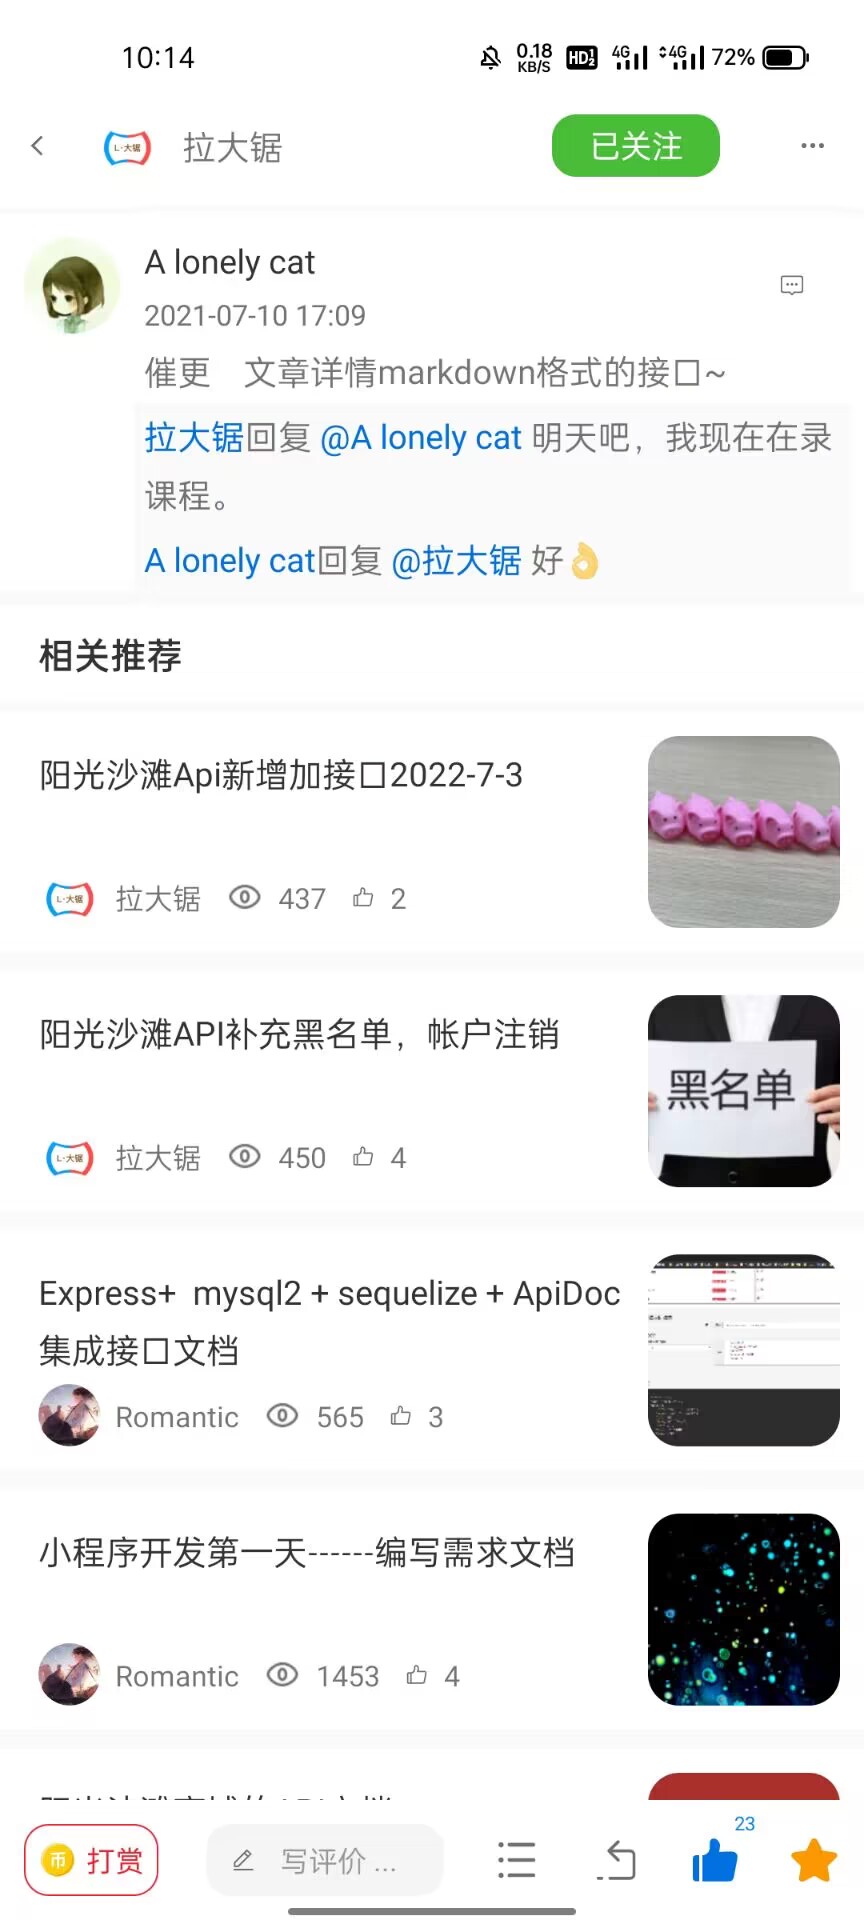 10:14
0.18 KB/S HD 4G 4G 72%
L·大锯 拉大锯 已关注
A lonely cat
2021-07-10 17:09
催更 文章详情markdown格式的接口~
拉大锯回复 @A lonely cat 明天吧，我现在在录
课程。
A lonely cat回复 @拉大锯 好👌
相关推荐
阳光沙滩Api新增加接口2022-7-3
L·大锯 拉大锯 437 2
阳光沙滩API补充黑名单，帐户注销
黑名单
L·大锯 拉大锯 450 4
Express+ mysql2 + sequelize + ApiDoc
集成接口文档
Romantic 565 3
小程序开发第一天------编写需求文档
Romantic 1453 4
23
币 打赏 写评价 ...